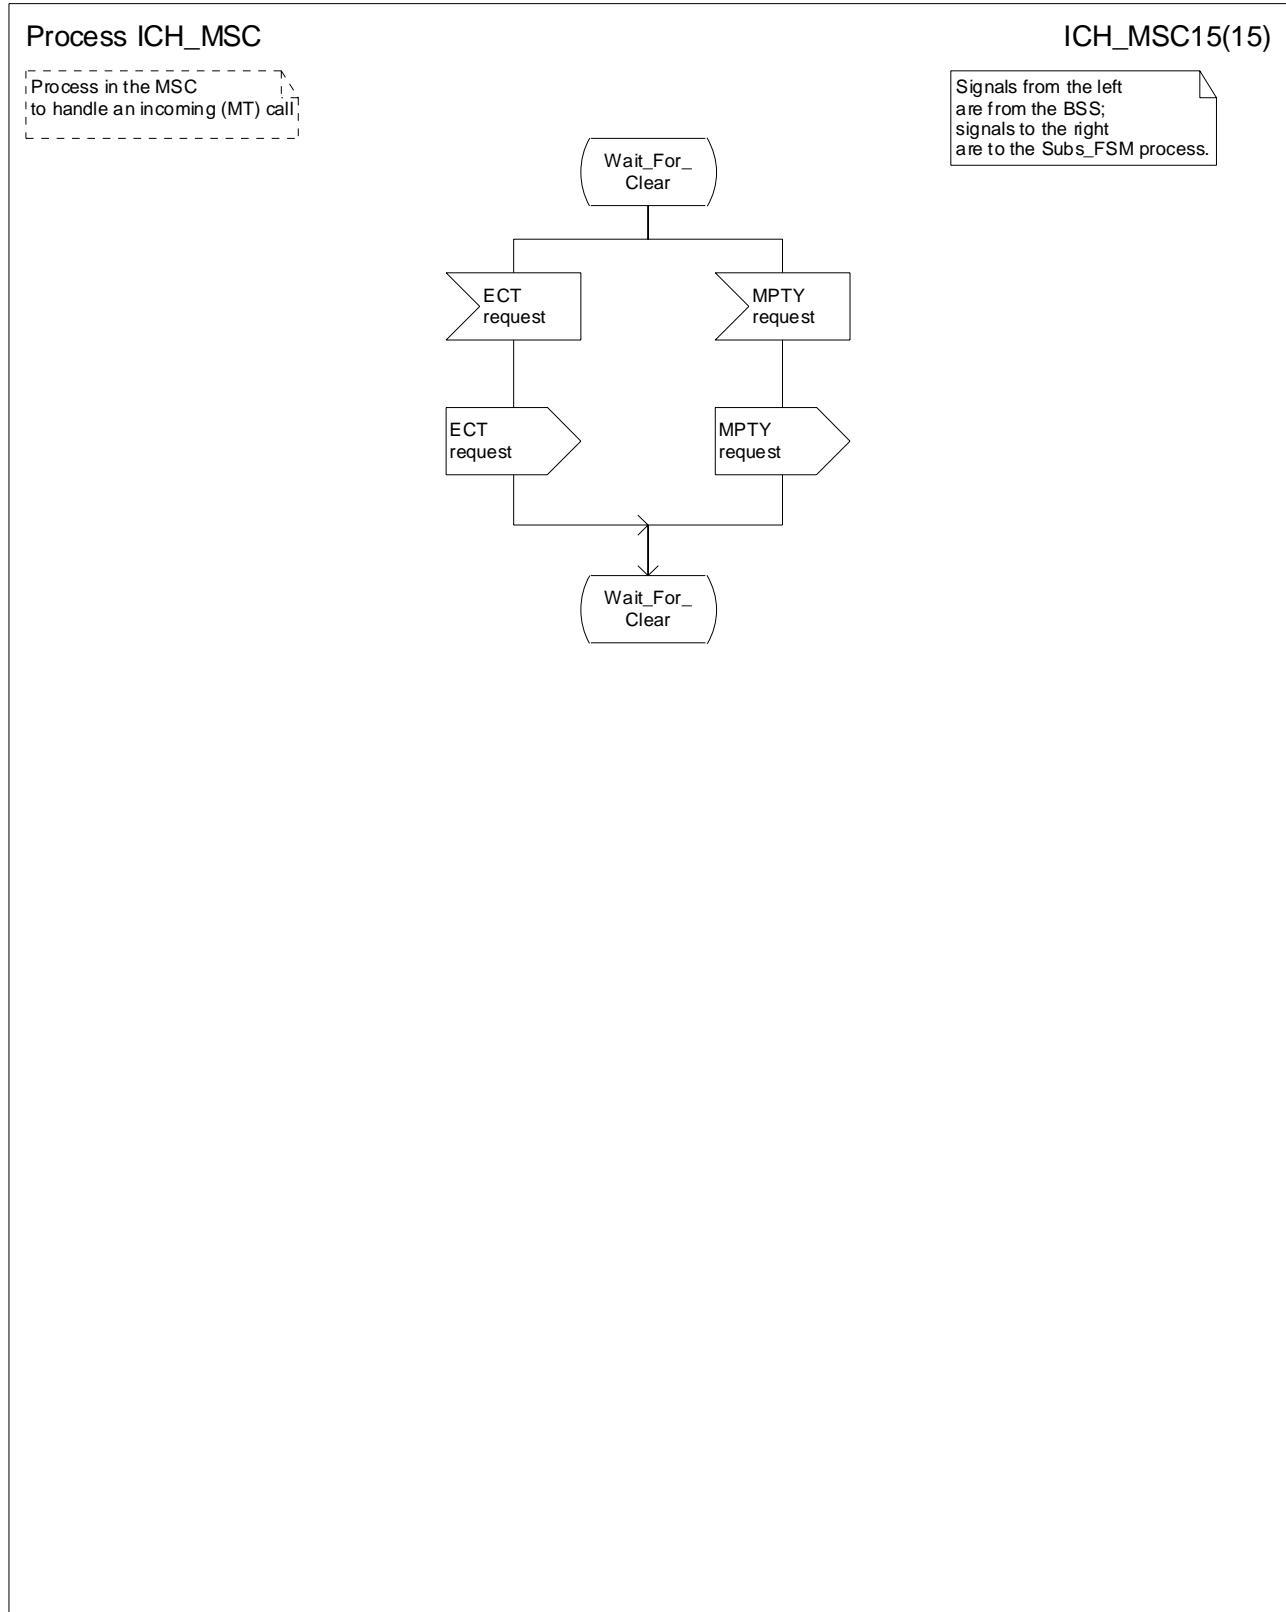 Process ICH_MSC
ICH_MSC15(15)
Process in the MSC
to handle an incoming (MT) call
Signals from the left
are from the BSS;
signals to the right
are to the Subs_FSM process.
Wait_For_
Clear
ECT
request
MPTY
request
ECT
request
MPTY
request
Wait_For_
Clear